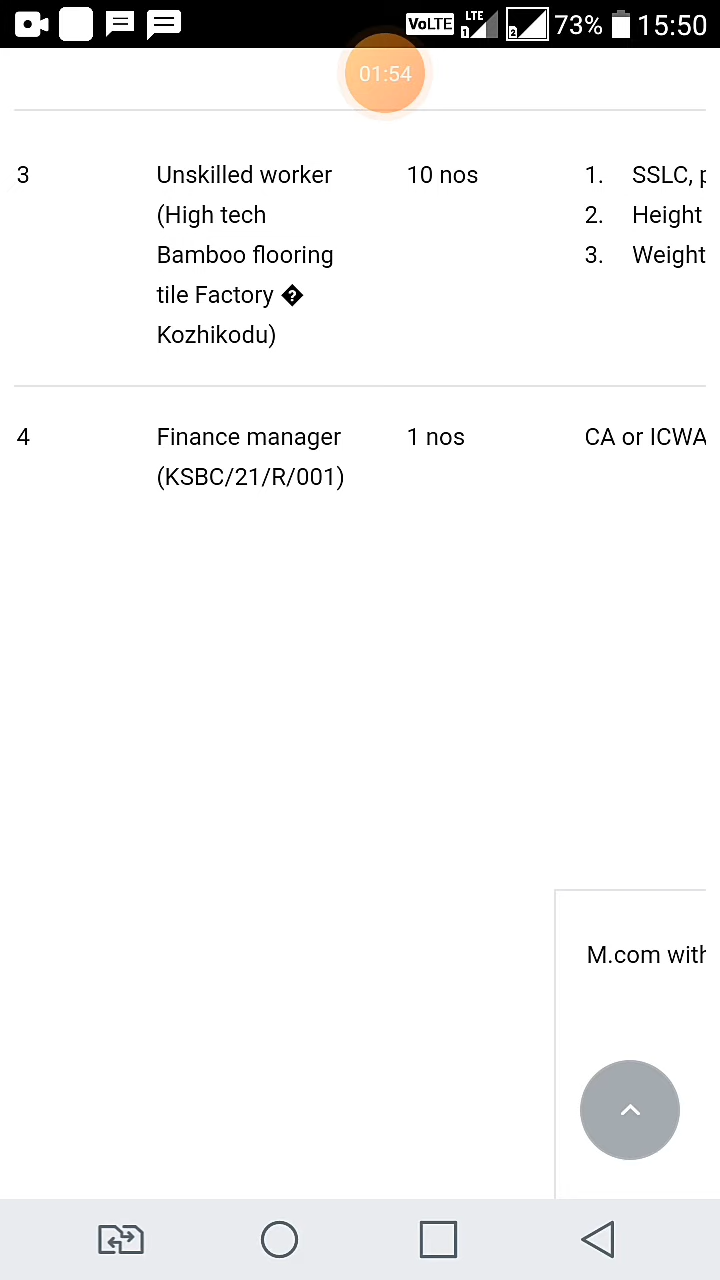 VoLTE LTE 1 2 73% 15:50
01:54
3 Unskilled worker 10 nos 1. SSLC,
(High tech 2. Height
Bamboo flooring 3. Weight
tile Factory �
Kozhikodu)
4 Finance manager 1 nos CA or ICWA
(KSBC/21/R/001)
M.com with